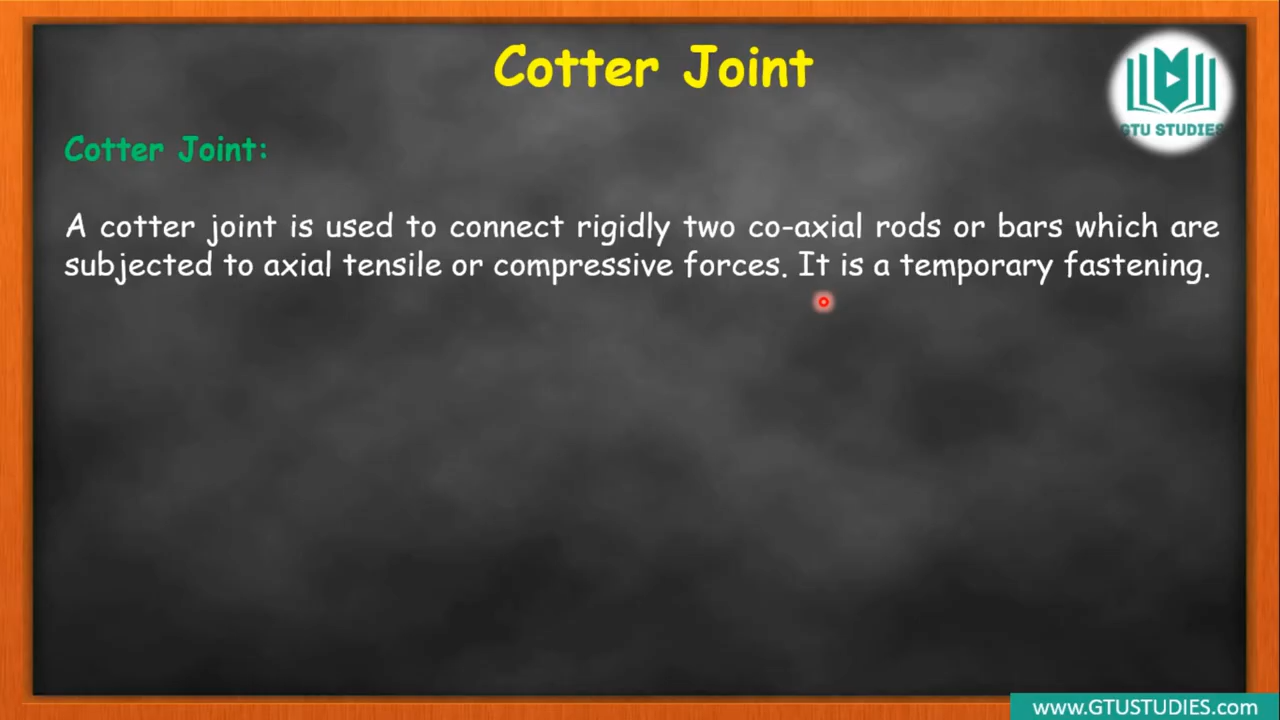 Cotter Joint
GTU STUDIES
Cotter Joint:
A cotter joint is used to connect rigidly two co-axial rods or bars which are
subjected to axial tensile or compressive forces. It is a temporary fastening.
www.GTUSTUDIES.com